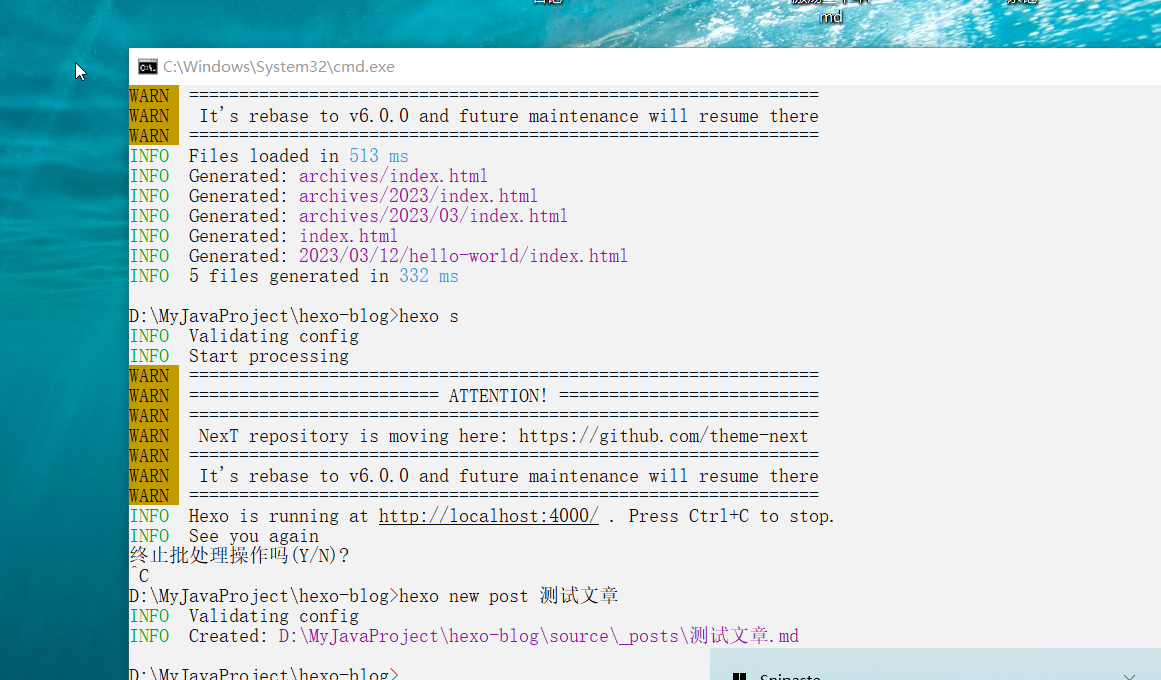 md
C:\Windows\System32\cmd.exe
WARN ===============================================================
WARN It's rebase to v6.0.0 and future maintenance will resume there
WARN ===============================================================
INFO Files loaded in 513 ms
INFO Generated: archives/index.html
INFO Generated: archives/2023/index.html
INFO Generated: archives/2023/03/index.html
INFO Generated: index.html
INFO Generated: 2023/03/12/hello-world/index.html
INFO 5 files generated in 332 ms
D:\MyJavaProject\hexo-blog>hexo s
INFO Validating config
INFO Start processing
WARN ===============================================================
WARN ========================= ATTENTION! ==========================
WARN ===============================================================
WARN NexT repository is moving here: https://github.com/theme-next
WARN ===============================================================
WARN It's rebase to v6.0.0 and future maintenance will resume there
WARN ===============================================================
INFO Hexo is running at http://localhost:4000/ . Press Ctrl+C to stop.
INFO See you again
终止批处理操作吗(Y/N)?
^C
D:\MyJavaProject\hexo-blog>hexo new post 测试文章
INFO Validating config
INFO Created: D:\MyJavaProject\hexo-blog\source\_posts\测试文章.md
D:\MyJavaProject\hexo-blog>
Snipaste